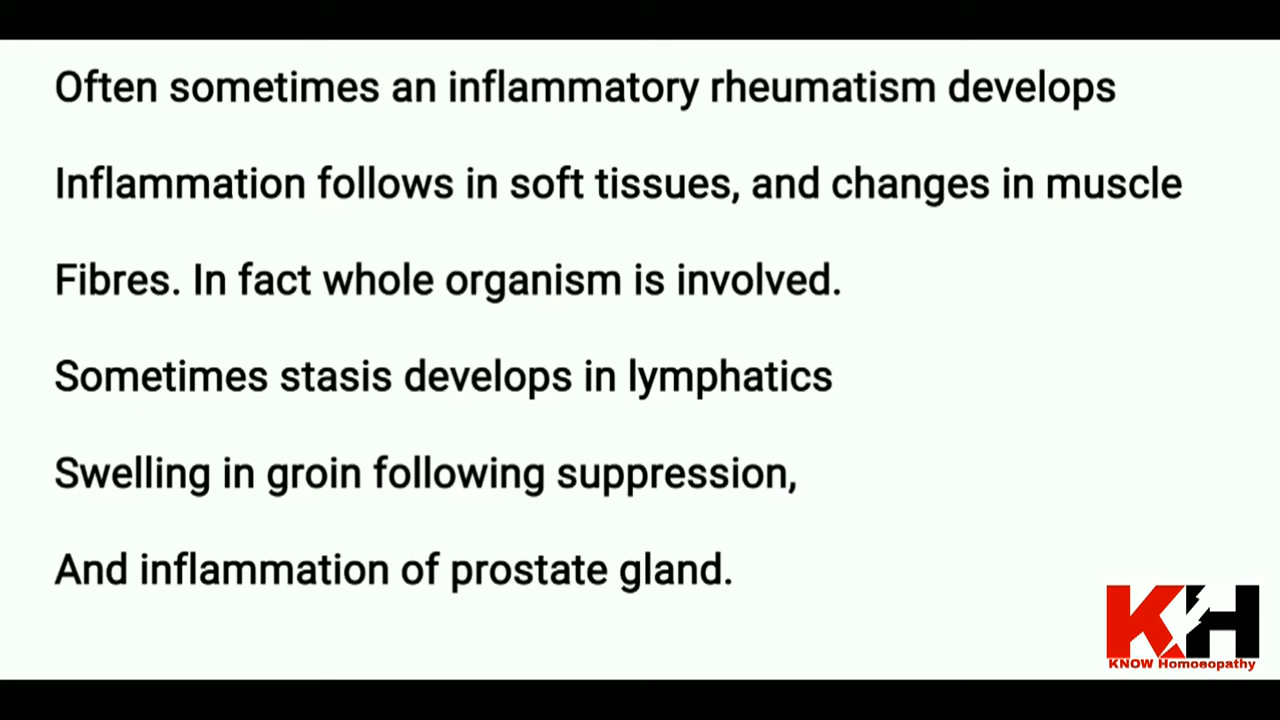 Often sometimes an inflammatory rheumatism develops
Inflammation follows in soft tissues, and changes in muscle
Fibres. In fact whole organism is involved.
Sometimes stasis develops in lymphatics
Swelling in groin following suppression,
And inflammation of prostate gland.
KH
KNOW Homoeopathy